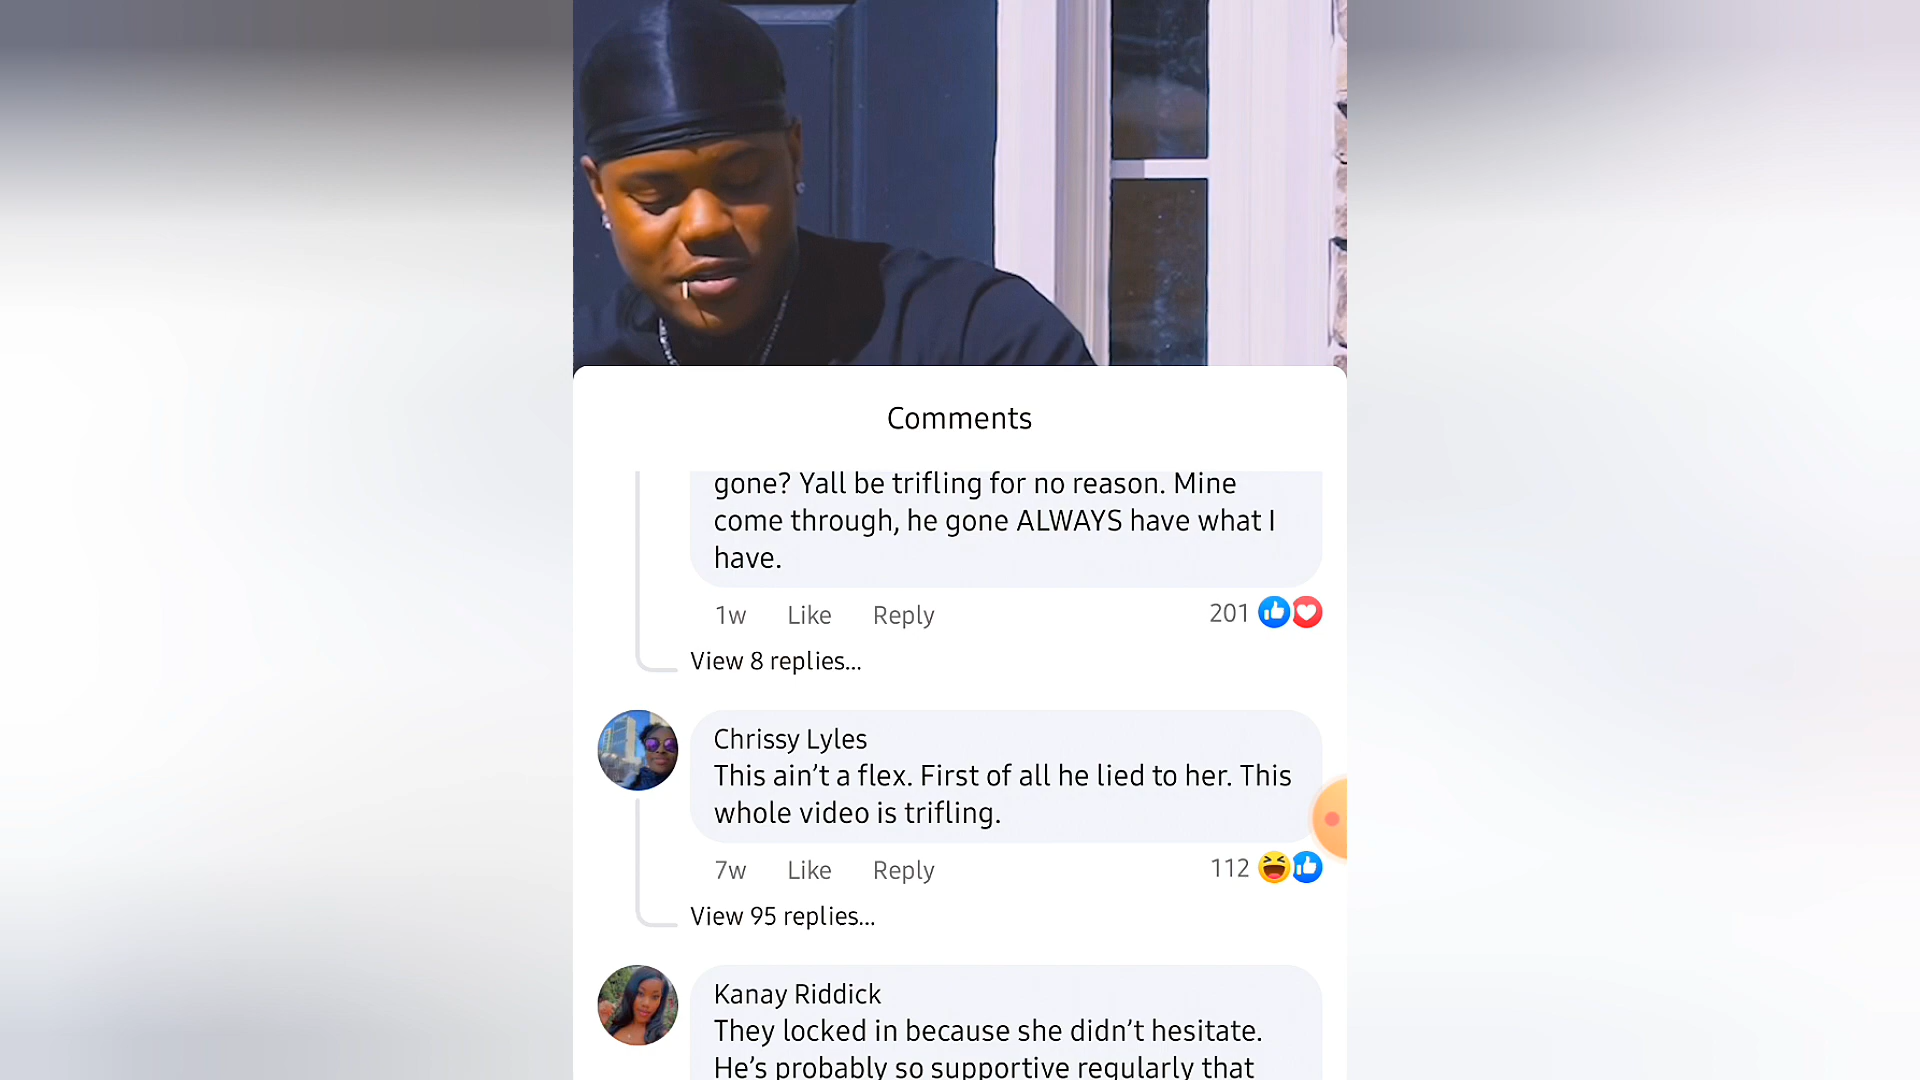 Comments
gone? Yall be trifling for no reason. Mine
come through, he gone ALWAYS have what I
have.
1w Like Reply 201
View 8 replies...
Chrissy Lyles
This ain’t a flex. First of all he lied to her. This
whole video is trifling.
7w Like Reply 112
View 95 replies...
Kanay Riddick
They locked in because she didn’t hesitate.
He’s probably so supportive regularly that